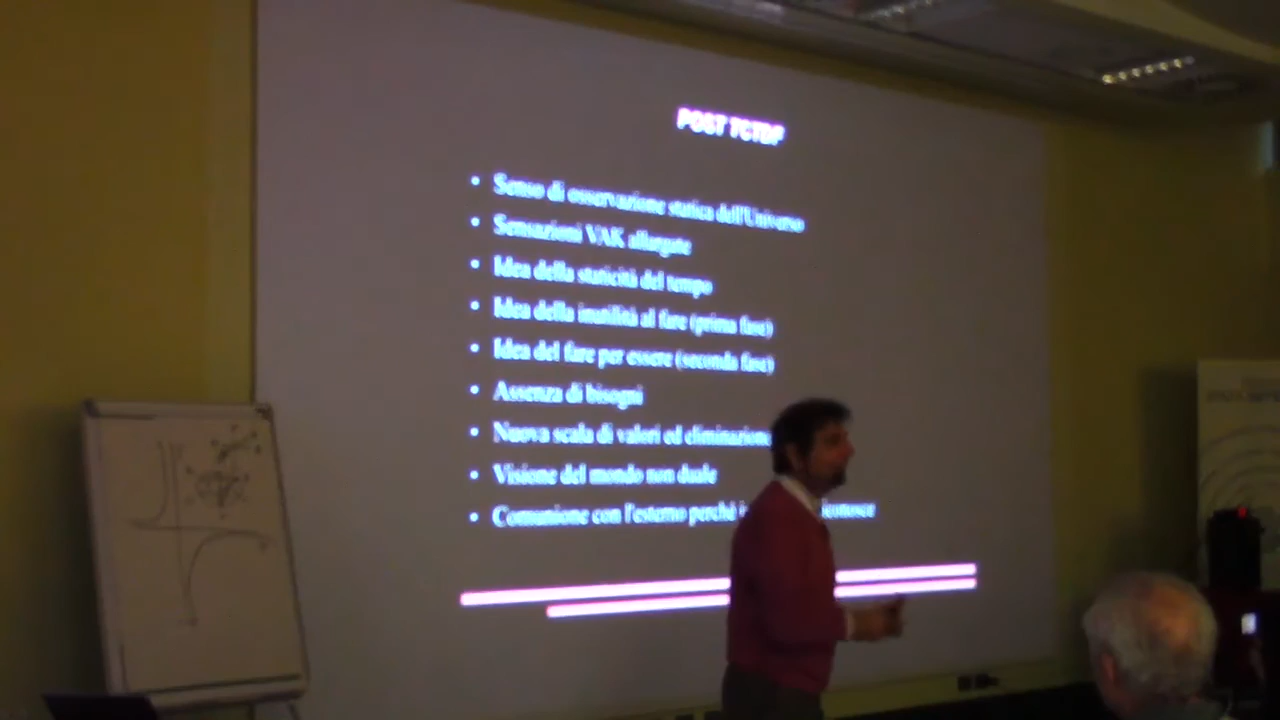 POST TCTDP
• Senso di osservazione statica dell'Universo
• Sensazioni VAK allargate
• Idea della staticità del tempo
• Idea della inutilità al fare (prima fase)
• Idea del fare per essere (seconda fase)
• Assenza di bisogni
• Nuova scala di valori ed eliminazione
• Visione del mondo non duale
• Comunione con l'esterno perchè